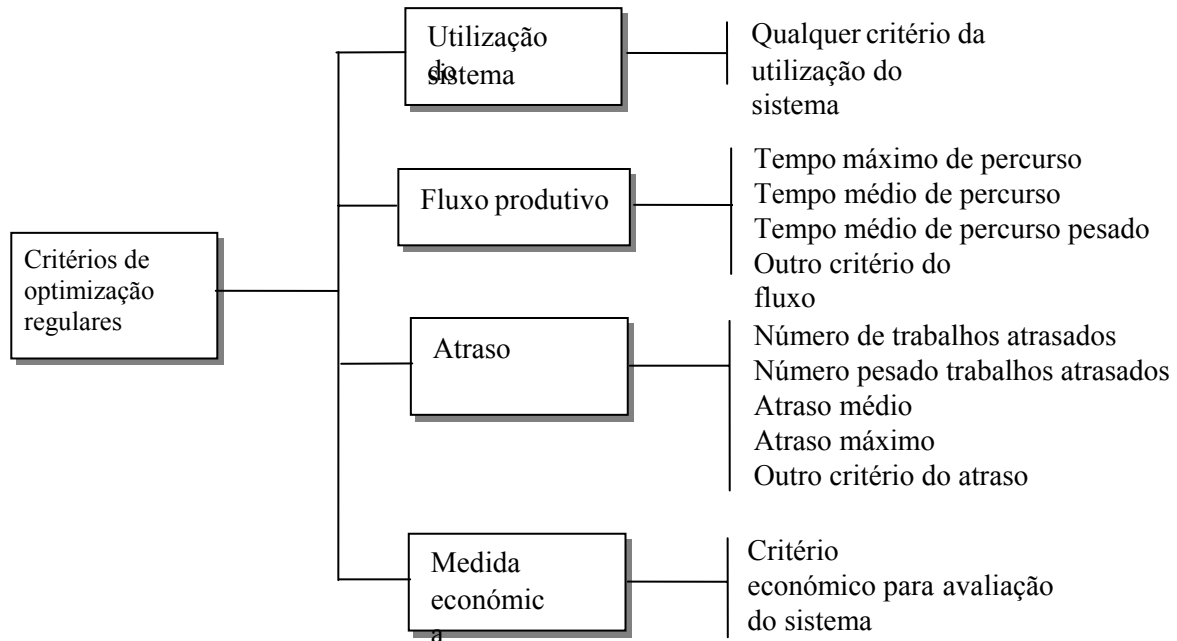 Critérios de
optimização
regulares
Utilização
do
sistema
Qualquer critério da
utilização do
sistema
Fluxo produtivo
Tempo máximo de percurso
Tempo médio de percurso
Tempo médio de percurso pesado
Outro critério do
fluxo
Atraso
Número de trabalhos atrasados
Número pesado trabalhos atrasados
Atraso médio
Atraso máximo
Outro critério do atraso
Medida
económic
a
Critério
económico para avaliação
do sistema